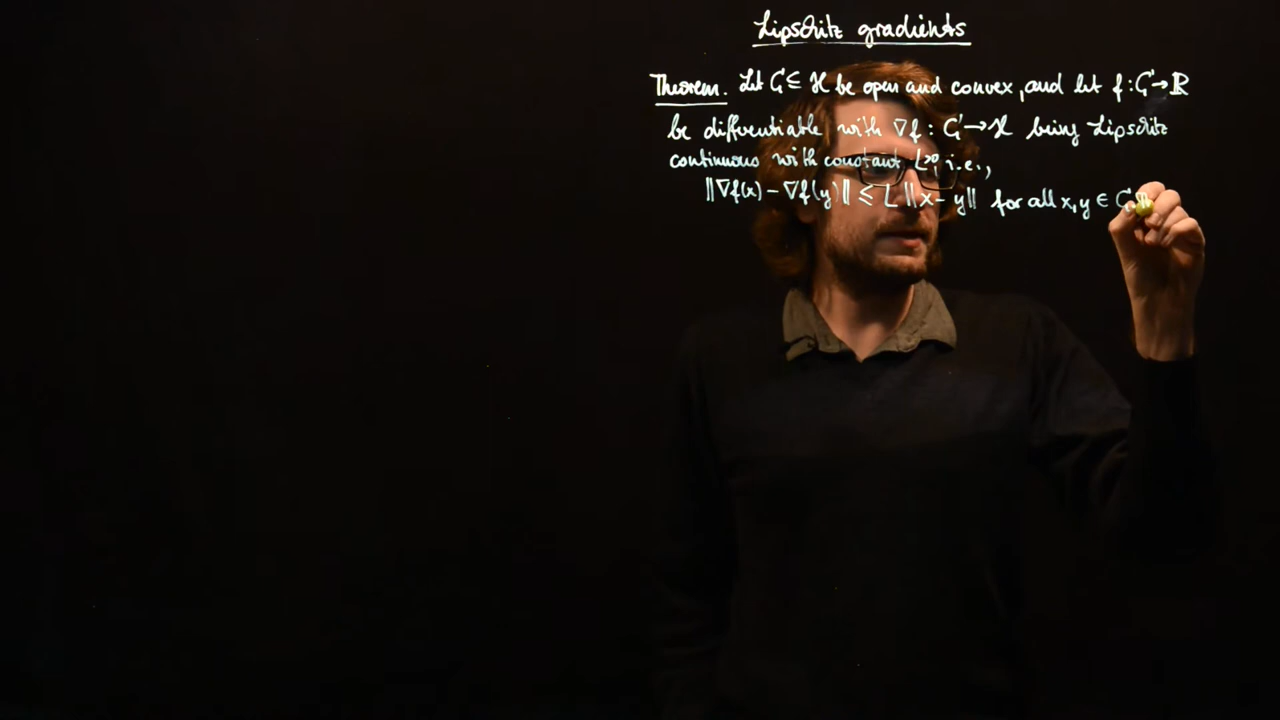 Lipschitz gradients
Theorem. Let G ⊆ ℋ be open and convex, and let f : G → ℝ
be differentiable with ∇f : G → ℋ being Lipschitz
continuous with constant L>0, i.e.,
‖∇f(x) − ∇f(y)‖ ≤ L ‖x − y‖ for all x, y ∈ G